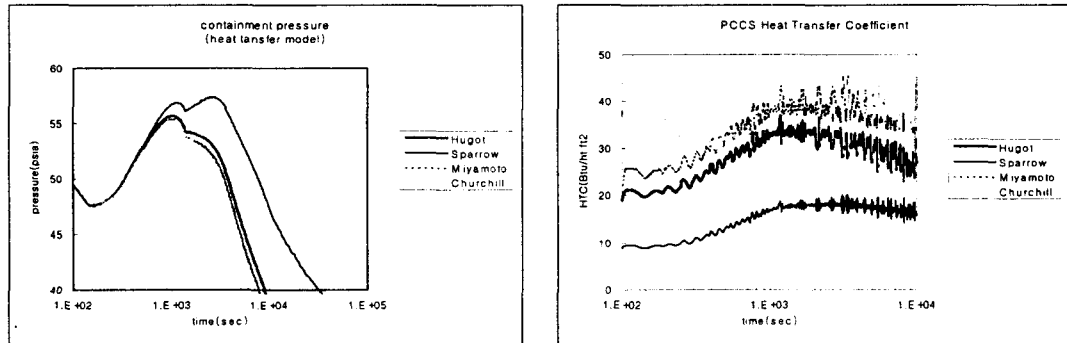 containment pressure
(heat tansfer model)
60
55
50
45
40
pressure(psia)
1.E +02
1.E +03
1.E +04
1.E +05
time(sec)
Hugot
Sparrow
Miyamoto
Churchill
PCCS Heat Transfer Coefficient
50
40
30
20
10
0
HTC(Btu/ht ft2)
1.E +02
1.E +03
1.E +04
time(sec)
Hugot
Sparrow
Miyamoto
Churchill